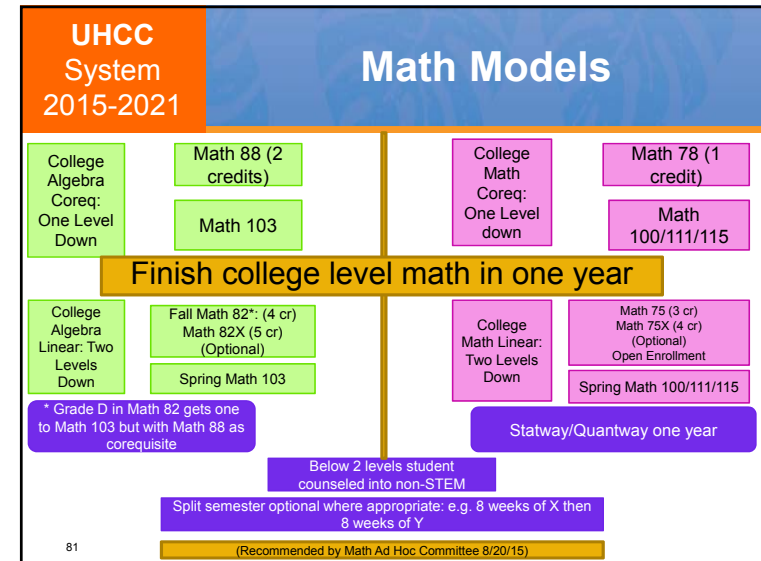 UHCC
System
2015-2021
Math Models
College
Algebra
Coreq:
One Level
Down
Math 88 (2
credits)
Math 103
College
Math
Coreq:
One Level
down
Math 78 (1
credit)
Math
100/111/115
Finish college level math in one year
College
Algebra
Linear: Two
Levels
Down
Fall Math 82*: (4 cr)
Math 82X (5 cr)
(Optional)
Spring Math 103
* Grade D in Math 82 gets one
to Math 103 but with Math 88 as
corequisite
College
Math Linear:
Two Levels
Down
Math 75 (3 cr)
Math 75X (4 cr)
(Optional)
Open Enrollment
Spring Math 100/111/115
Statway/Quantway one year
Below 2 levels student
counseled into non-STEM
Split semester optional where appropriate: e.g. 8 weeks of X then
8 weeks of Y
81
(Recommended by Math Ad Hoc Committee 8/20/15)